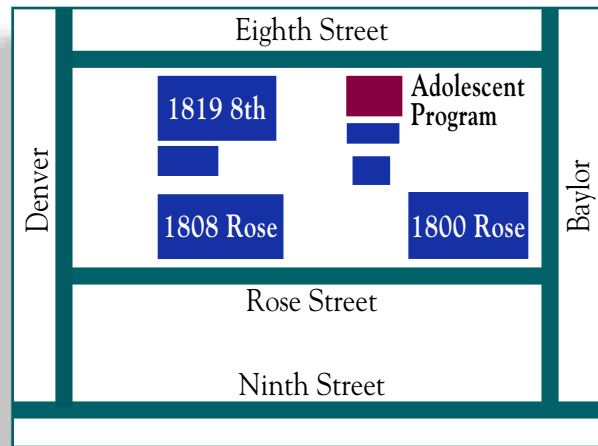 Eighth Street
1819 8th
Adolescent
Program
Denver
Baylor
1808 Rose
1800 Rose
Rose Street
Ninth Street